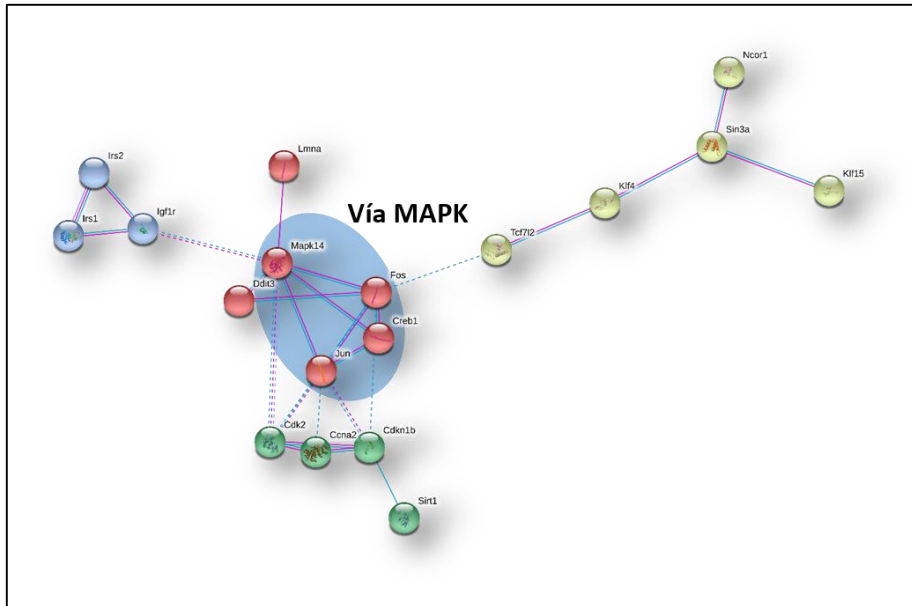 Ncor1
Sin3a
Lmna
Irs2
Klf15
Klf4
Irs1
Igf1r
Vía MAPK
Tcf7l2
Mapk14
Ddit3
Fos
Creb1
Jun
Cdk2
Ccna2
Cdkn1b
Sirt1